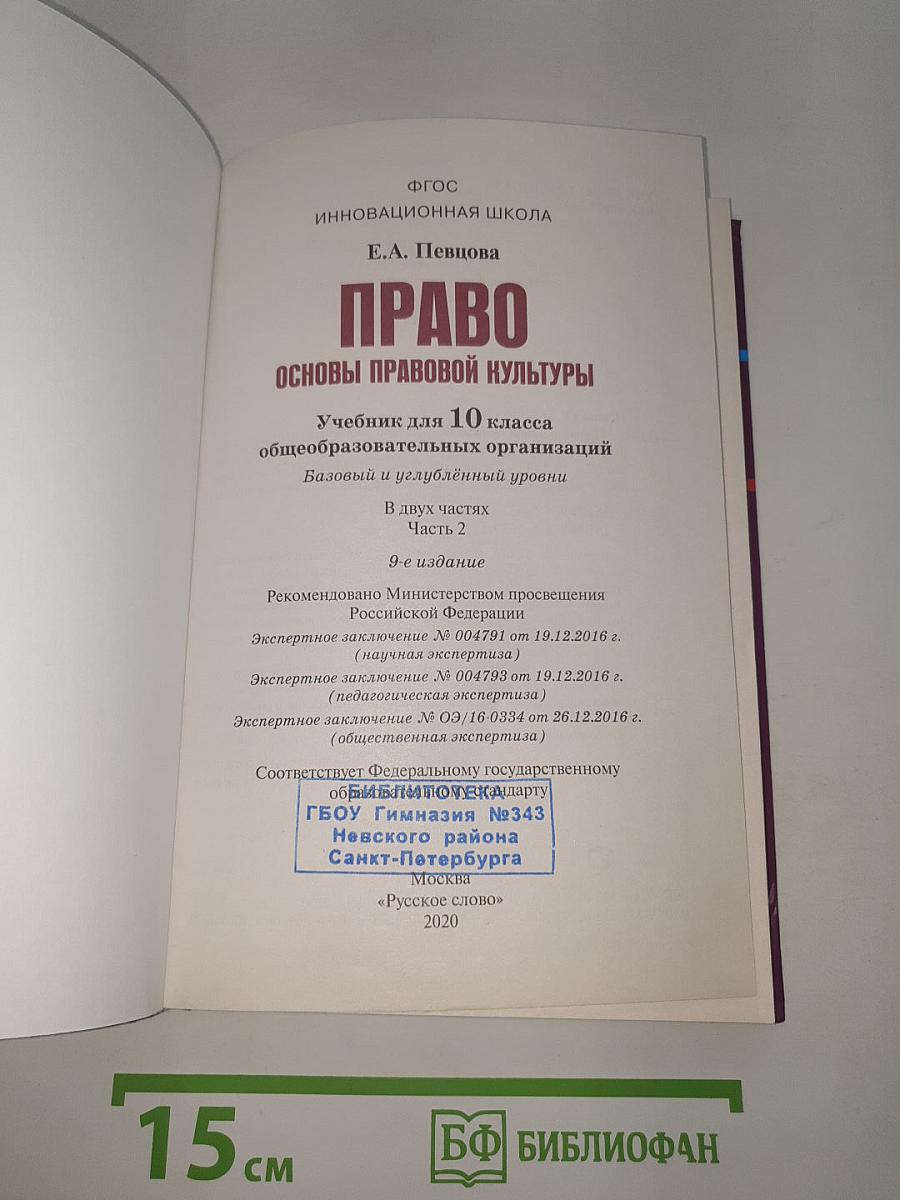 ФГОС
ИННОВАЦИОННАЯ ШКОЛА
Е.А. Певцова
ПРАВО
ОСНОВЫ ПРАВОВОЙ КУЛЬТУРЫ
Учебник для 10 класса
общеобразовательных организаций
Базовый и углублённый уровни
В двух частях
Часть 2
9-е издание
Рекомендовано Министерством просвещения
Российской Федерации
Экспертное заключение № 004791 от 19.12.2016 г.
(научная экспертиза)
Экспертное заключение № 004793 от 19.12.2016 г.
(педагогическая экспертиза)
Экспертное заключение № ОЭ/16-0334 от 26.12.2016 г.
(общественная экспертиза)
Соответствует Федеральному государственному
образовательному стандарту
БИБЛИОТЕКА
ГБОУ Гимназия №343
Невского района
Санкт-Петербурга
Москва
«Русское слово»
2020
15 см
БФ БИБЛИОФАН